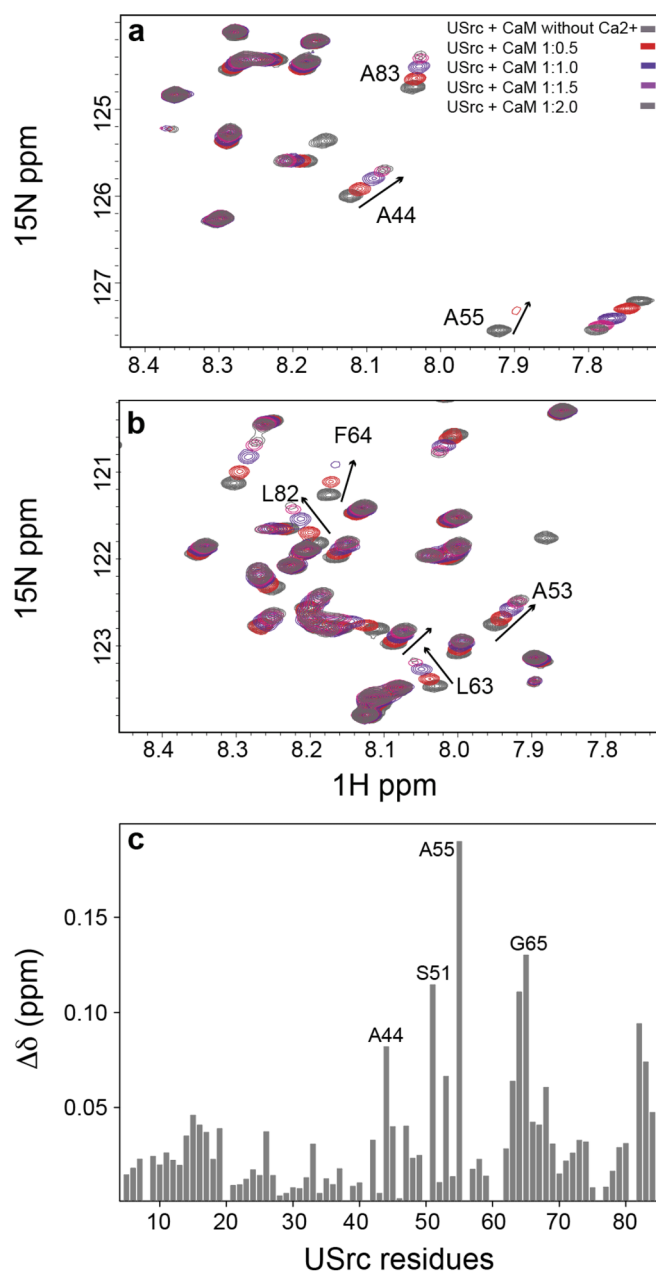 a
USrc + CaM without Ca2+
USrc + CaM 1:0.5
USrc + CaM 1:1.0
USrc + CaM 1:1.5
USrc + CaM 1:2.0
A83
A44
A55
15N ppm
125
126
127
8.4 8.3 8.2 8.1 8.0 7.9 7.8
b
F64
L82
A53
L63
15N ppm
121
122
123
8.4 8.3 8.2 8.1 8.0 7.9 7.8
1H ppm
c
A55
G65
S51
A44
Δδ (ppm)
0.15
0.10
0.05
10 20 30 40 50 60 70 80
USrc residues